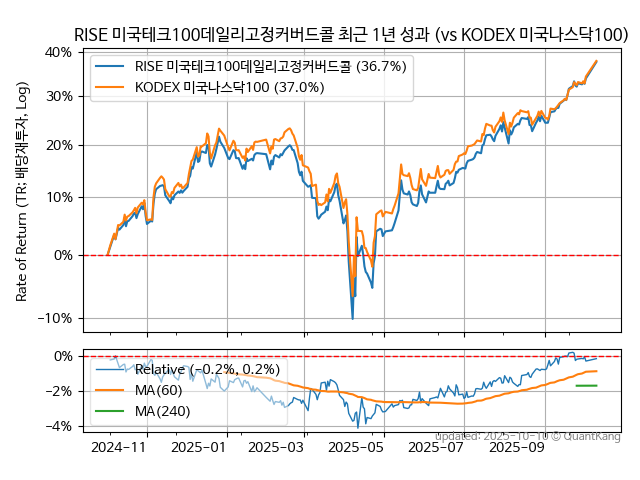 RISE 미국테크100데일리고정커버드콜 최근 1년 성과 (vs KODEX 미국나스닥100)
Rate of Return (TR: 배당재투자, Log)
40%
30%
20%
10%
0%
−10%
RISE 미국테크100데일리고정커버드콜 (36.7%)
KODEX 미국나스닥100 (37.0%)
0%
−2%
−4%
Relative (−0.2%, 0.2%)
MA(60)
MA(240)
2024-11
2025-01
2025-03
2025-05
2025-07
2025-09
updated: 2025-10-10 © QuantKang